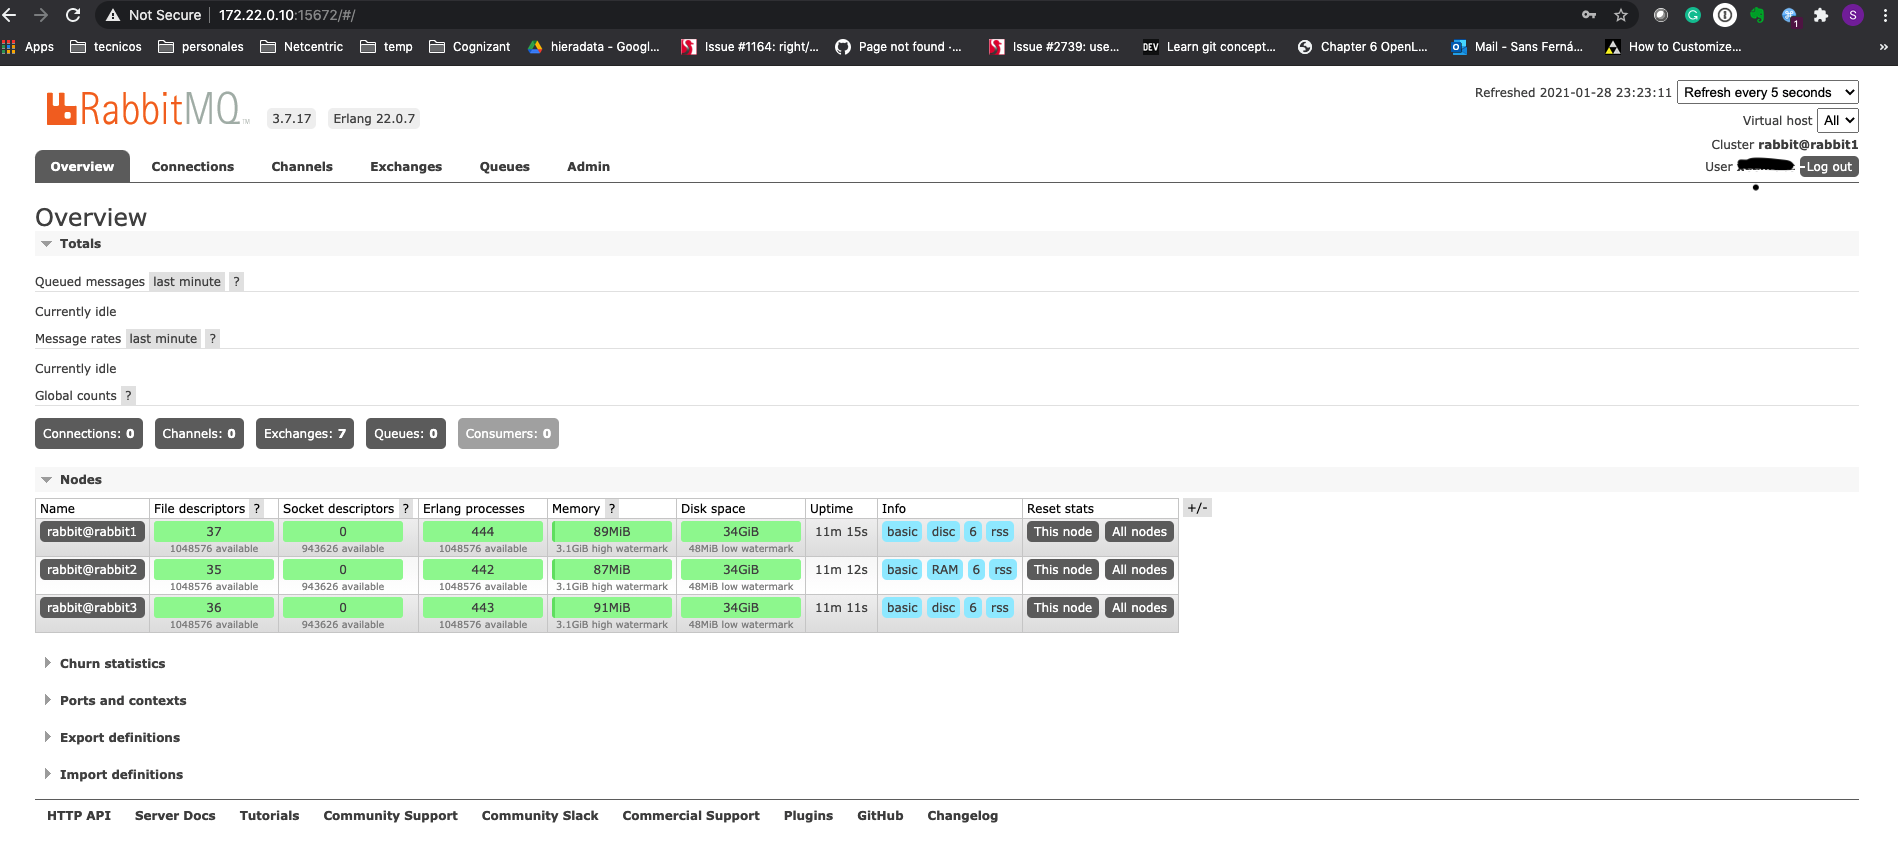 Not Secure | 172.22.0.10:15672/#/
Apps tecnicos personales Netcentric temp Cognizant hieradata - Googl... Issue #1164: right/... Page not found ·... Issue #2739: use... DEV Learn git concept... Chapter 6 OpenL... Mail - Sans Ferná... How to Customize... »
RabbitMQ TM 3.7.17 Erlang 22.0.7
Refreshed 2021-01-28 23:23:11 Refresh every 5 seconds
Virtual host All
Cluster rabbit@rabbit1
User Log out
Overview Connections Channels Exchanges Queues Admin
Overview
Totals
Queued messages last minute ?
Currently idle
Message rates last minute ?
Currently idle
Global counts ?
Connections: 0 Channels: 0 Exchanges: 7 Queues: 0 Consumers: 0
Nodes
Name File descriptors ? Socket descriptors ? Erlang processes Memory ? Disk space Uptime Info Reset stats +/-
rabbit@rabbit1 37 0 444 89MiB 34GiB 11m 15s basic disc 6 rss This node All nodes
1048576 available 943626 available 1048576 available 3.1GiB high watermark 48MiB low watermark
rabbit@rabbit2 35 0 442 87MiB 34GiB 11m 12s basic RAM 6 rss This node All nodes
1048576 available 943626 available 1048576 available 3.1GiB high watermark 48MiB low watermark
rabbit@rabbit3 36 0 443 91MiB 34GiB 11m 11s basic disc 6 rss This node All nodes
1048576 available 943626 available 1048576 available 3.1GiB high watermark 48MiB low watermark
Churn statistics
Ports and contexts
Export definitions
Import definitions
HTTP API Server Docs Tutorials Community Support Community Slack Commercial Support Plugins GitHub Changelog